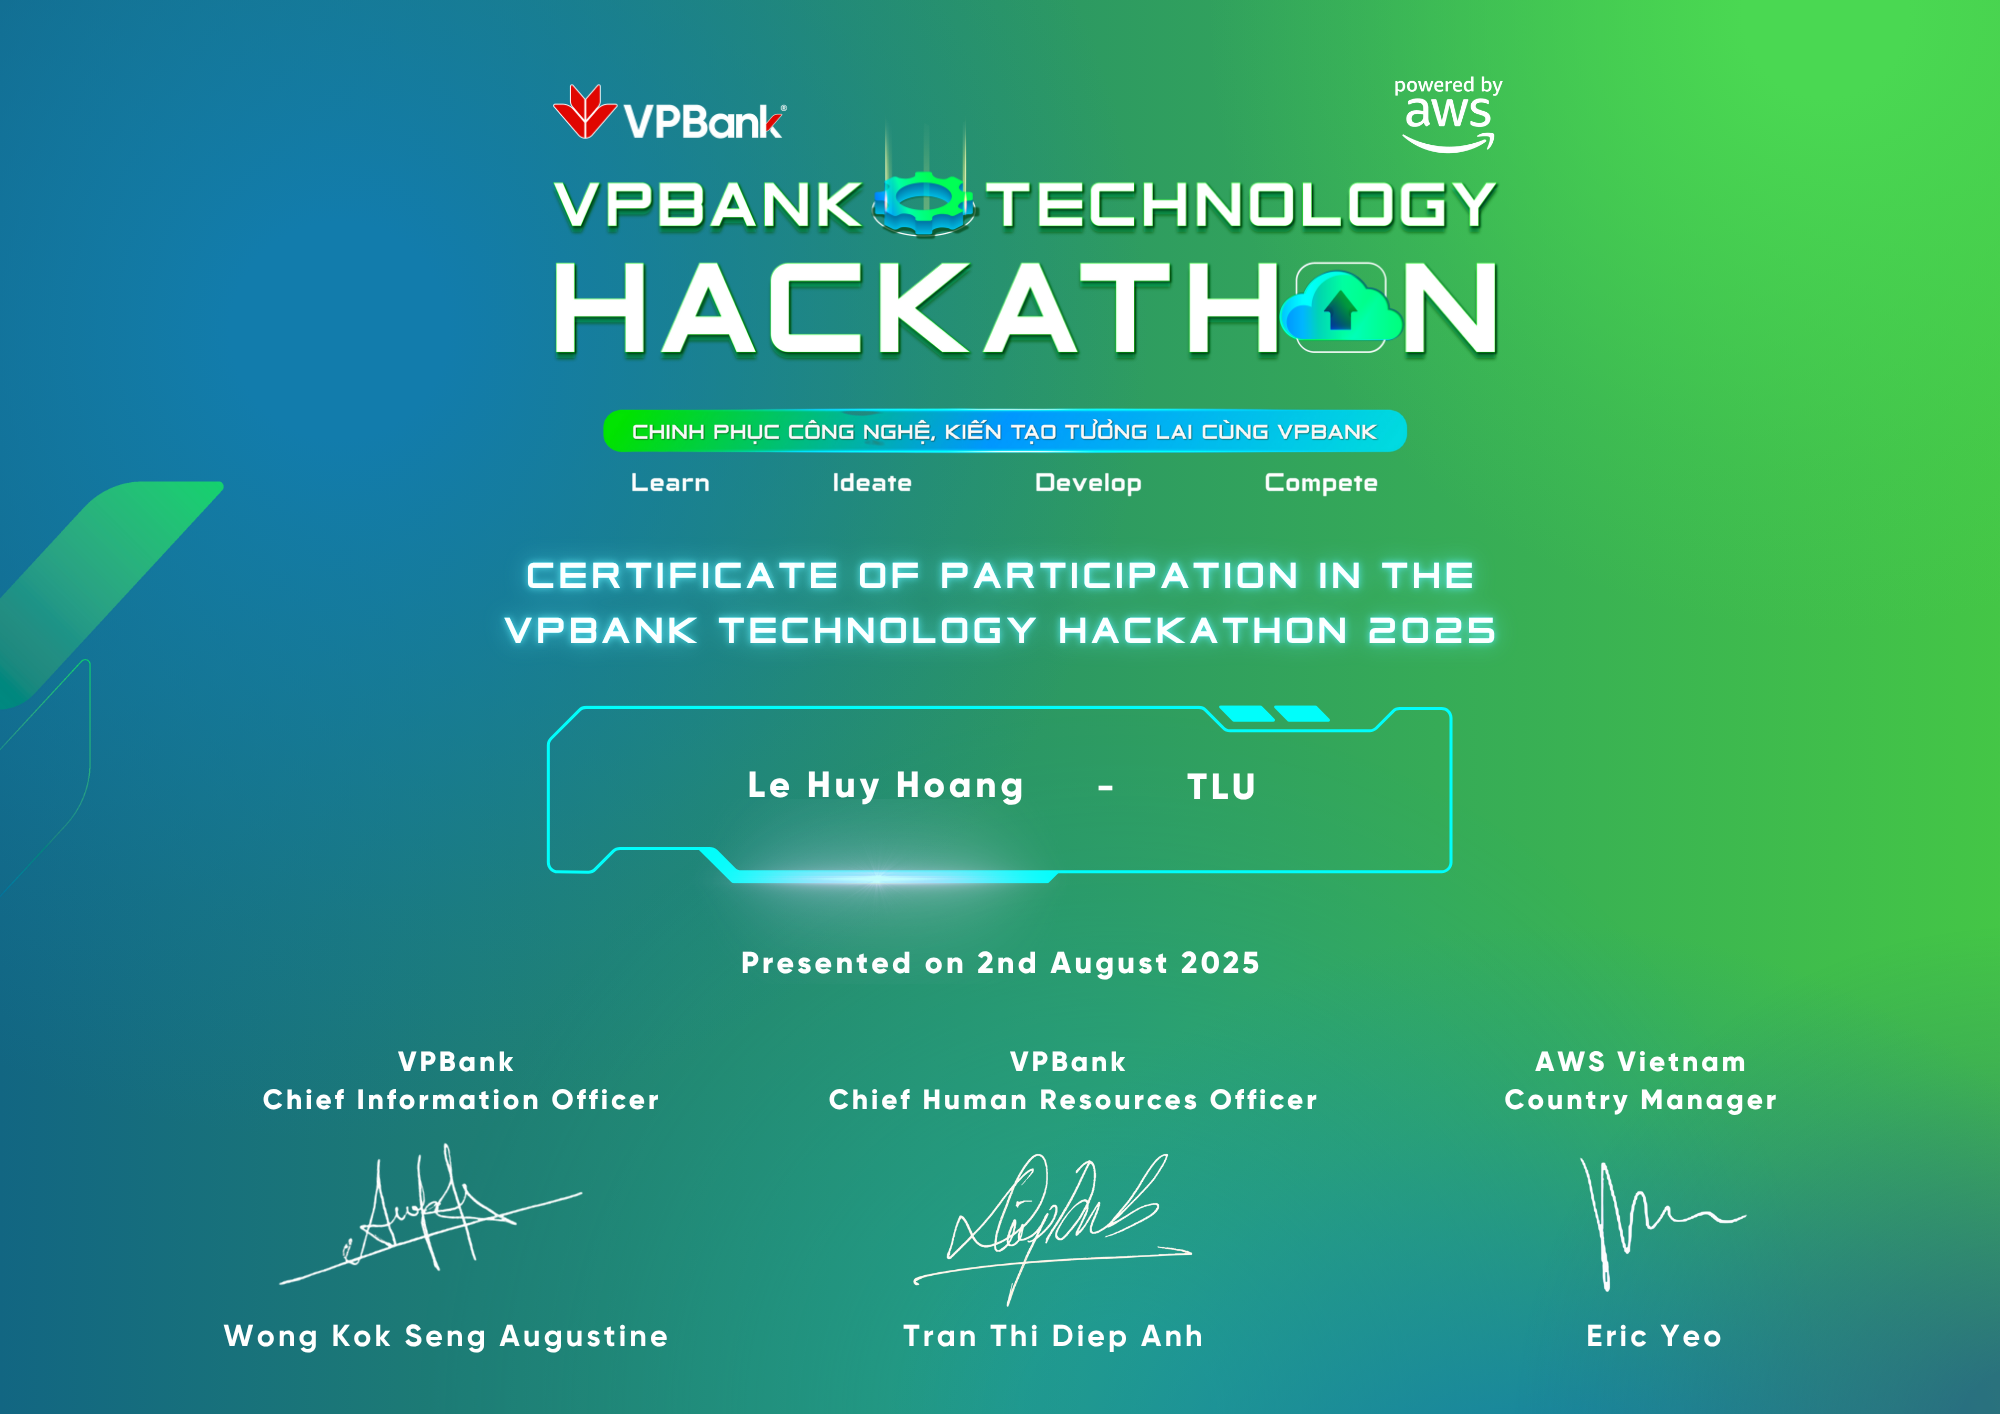 VPBank®
powered by
aws
VPBANK TECHNOLOGY
HACKATHON
CHINH PHỤC CÔNG NGHỆ, KIẾN TẠO TƯƠNG LAI CÙNG VPBANK
Learn Ideate Develop Compete
CERTIFICATE OF PARTICIPATION IN THE
VPBANK TECHNOLOGY HACKATHON 2025
Le Huy Hoang - TLU
Presented on 2nd August 2025
VPBank
Chief Information Officer
Wong Kok Seng Augustine
VPBank
Chief Human Resources Officer
Tran Thi Diep Anh
AWS Vietnam
Country Manager
Eric Yeo